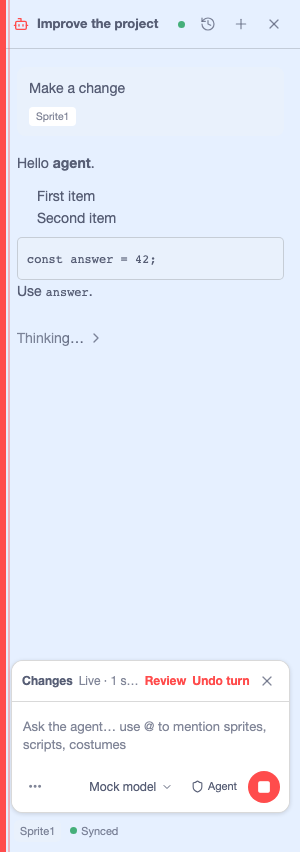 Improve the project
Make a change
Sprite1
Hello agent.
First item
Second item
const answer = 42;
Use answer.
Thinking...
Changes Live · 1 s... Review Undo turn
Ask the agent... use @ to mention sprites,
scripts, costumes
Mock model Agent
Sprite1 Synced